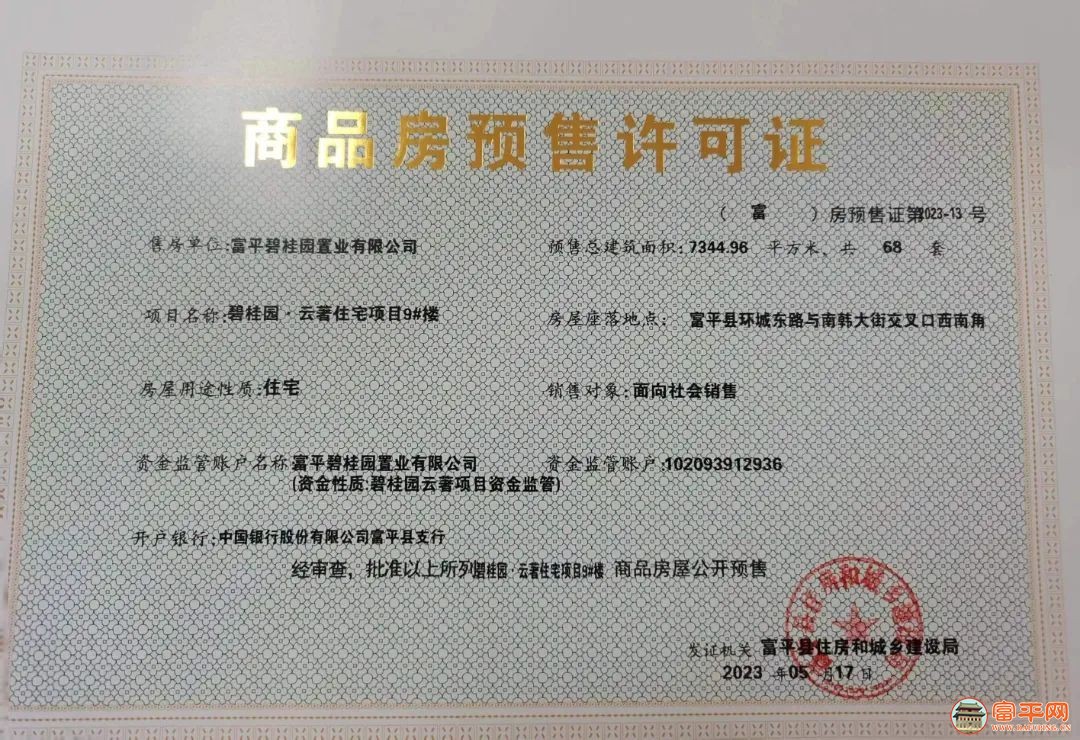 商品房预售许可证
（ 富 ）房预售证第2023-13 号
售房单位:富平碧桂园置业有限公司
预售总建筑面积:7344.96 平方米、共 68 套
项目名称:碧桂园·云著住宅项目9#楼
房屋座落地点: 富平县环城东路与南韩大街交叉口西南角
房屋用途性质:住宅
销售对象:面向社会销售
资金监管账户名称 富平碧桂园置业有限公司
(资金性质:碧桂园云著项目资金监管)
资金监管账户:102093912936
开户银行:中国银行股份有限公司富平县支行
经审查，批准以上所列碧桂园·云著住宅项目9#楼 商品房屋公开预售
发证机关 富平县住房和城乡建设局
2023 年05 月17 日
富平网